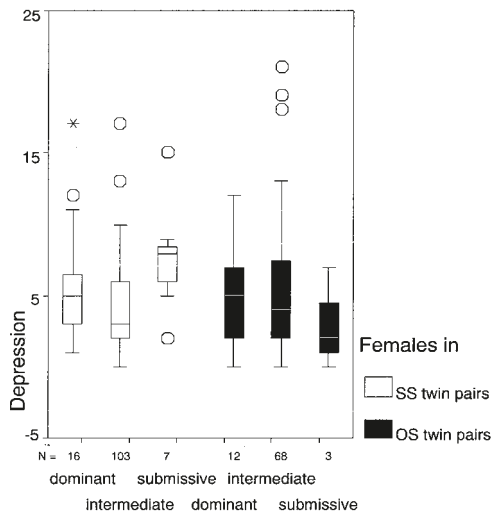 25
15
5
-5
Depression
Females in
SS twin pairs
OS twin pairs
N = 16 103 7 12 68 3
dominant submissive intermediate
intermediate dominant submissive